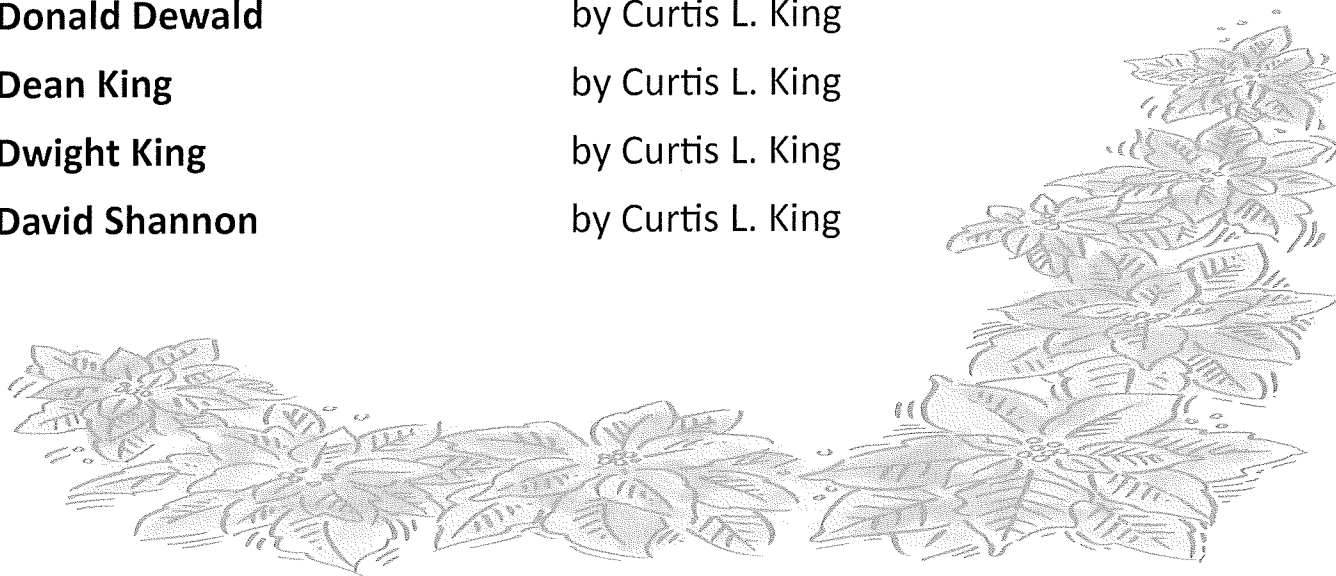 Donald Dewald by Curtis L. King
Dean King by Curtis L. King
Dwight King by Curtis L. King
David Shannon by Curtis L. King